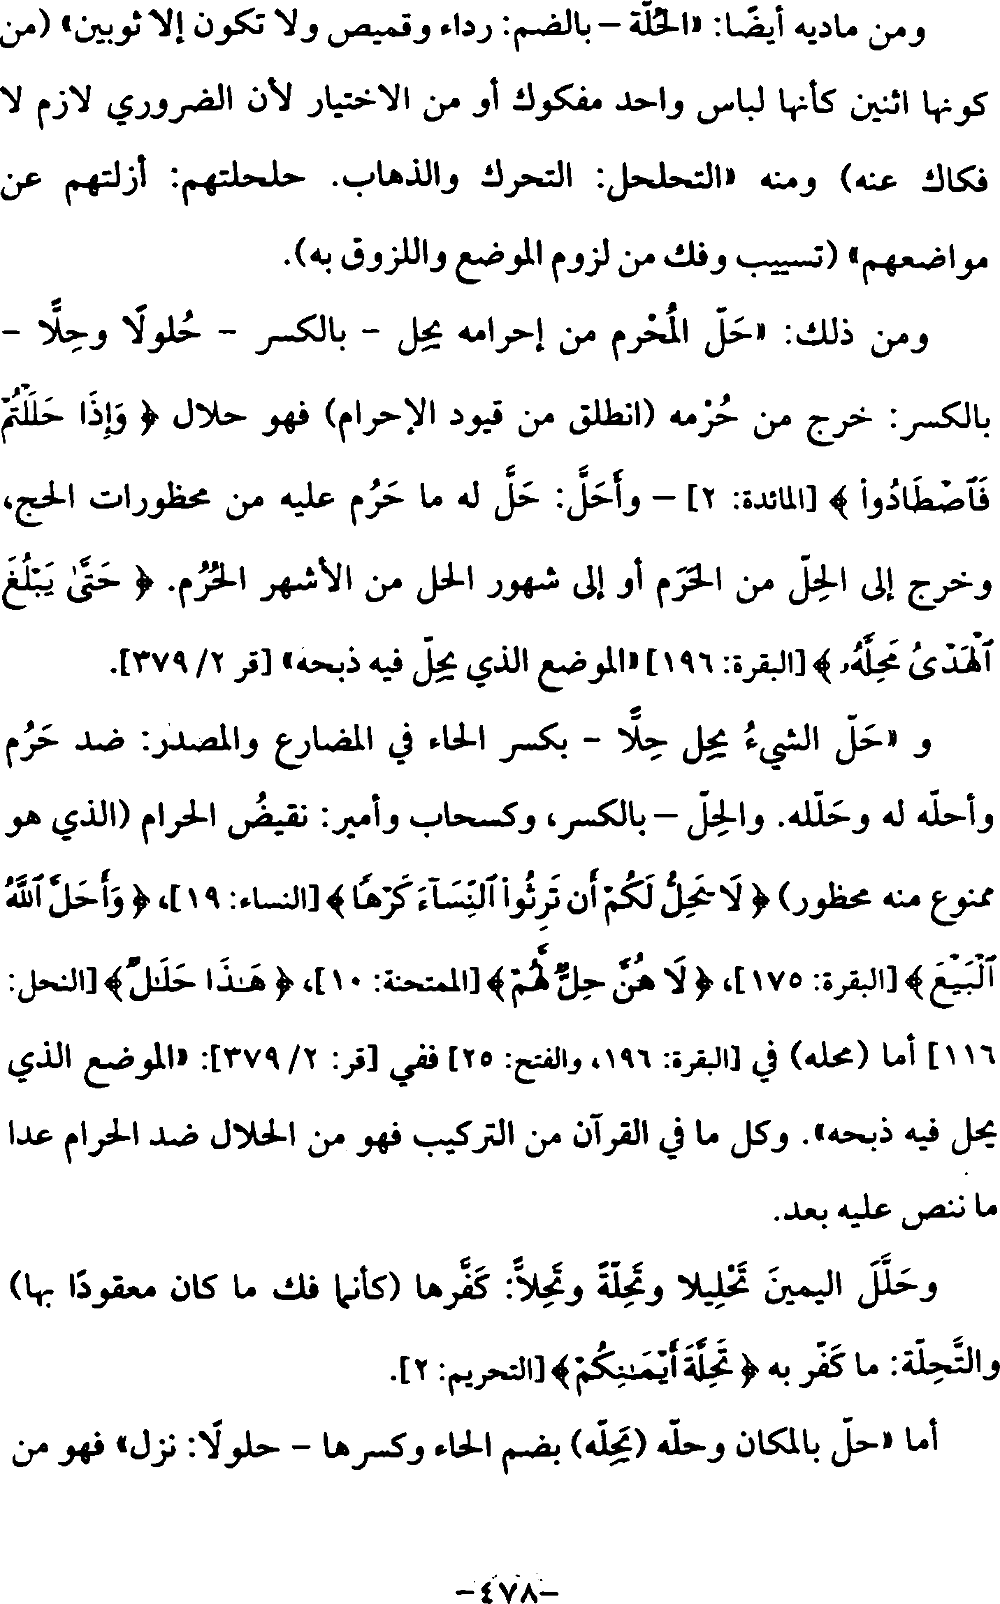 ومن ماديه أيضًا: «الحُلّة – بالضم: رداء وقميص ولا تكون إلا ثوبين» (من
كونها اثنين كأنها لباس واحد مفكوك أو من الاختيار لأن الضروري لازم لا
فكاك عنه) ومنه «التحلحل: التحرك والذهاب. حلحلتهم: أزلتهم عن
مواضعهم» (تسييب وفك من لزوم الموضع واللزوق به).
ومن ذلك: «حَلّ المُحْرم من إحرامه يحِل – بالكسر – حُلولًا وحِلًّا –
بالكسر: خرج من حُرْمه (انطلق من قيود الإحرام) فهو حلال ﴿ وَإِذَا حَلَلْتُمْ
فَٱصْطَادُوا۟ ﴾ [المائدة: ٢] – وأَحَلَّ: حَلَّ له ما حَرُم عليه من محظورات الحج،
وخرج إلى الحِلّ من الحَرَم أو إلى شهور الحل من الأشهر الحُرُم. ﴿ حَتَّىٰ يَبْلُغَ
ٱلْهَدْىُ مَحِلَّهُۥ ﴾ [البقرة: ١٩٦] «الموضع الذي يحِلّ فيه ذبحه» [قر ٢/ ٣٧٩].
و «حَلّ الشيءُ يحِل حِلًّا – بكسر الحاء في المضارع والمصدر: ضد حَرُم
وأحلّه له وحَلّله. والحِلّ – بالكسر، وكسحاب وأمير: نقيضُ الحرام (الذي هو
ممنوع منه محظور) ﴿ لَا يَحِلُّ لَكُمْ أَن تَرِثُوا۟ ٱلنِّسَآءَ كَرْهًا ﴾ [النساء: ١٩]، ﴿ وَأَحَلَّ ٱللَّهُ
ٱلْبَيْعَ ﴾ [البقرة: ١٧٥]، ﴿ لَا هُنَّ حِلٌّ لَّهُمْ ﴾ [الممتحنة: ١٠]، ﴿ هَـٰذَا حَلَـٰلٌ ﴾ [النحل:
١١٦] أما (محله) في [البقرة: ١٩٦، والفتح: ٢٥] ففي [قر: ٢/ ٣٧٩]: «الموضع الذي
يحل فيه ذبحه». وكل ما في القرآن من التركيب فهو من الحلال ضد الحرام عدا
ما ننص عليه بعد.
وحَلَّلَ اليمينَ تَحْلِيلا وتَحِلّةً وتَحِلاًّ: كَفَّرها (كأنما فك ما كان معقودًا بها)
والتَّحِلّة: ما كَفّر به ﴿ تَحِلَّةَ أَيْمَـٰنِكُمْ ﴾ [التحريم: ٢].
أما «حلّ بالمكان وحلّه (يَحِلّه) بضم الحاء وكسرها – حلولًا: نزل» فهو من
–٤٧٨–